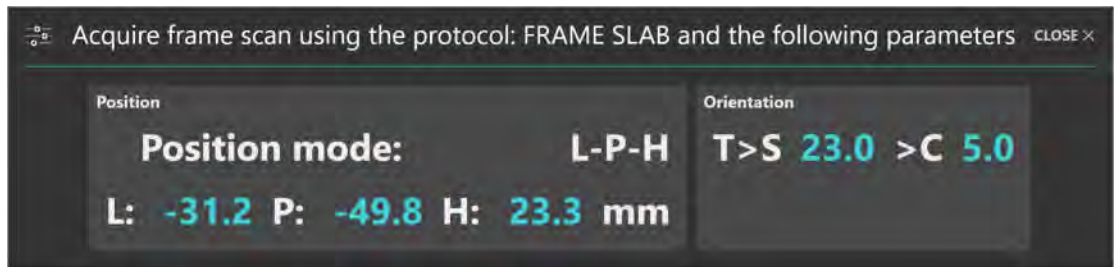 Acquire frame scan using the protocol: FRAME SLAB and the following parameters CLOSE ×
Position
Position mode: L-P-H
L: -31.2 P: -49.8 H: 23.3 mm
Orientation
T>S 23.0 >C 5.0